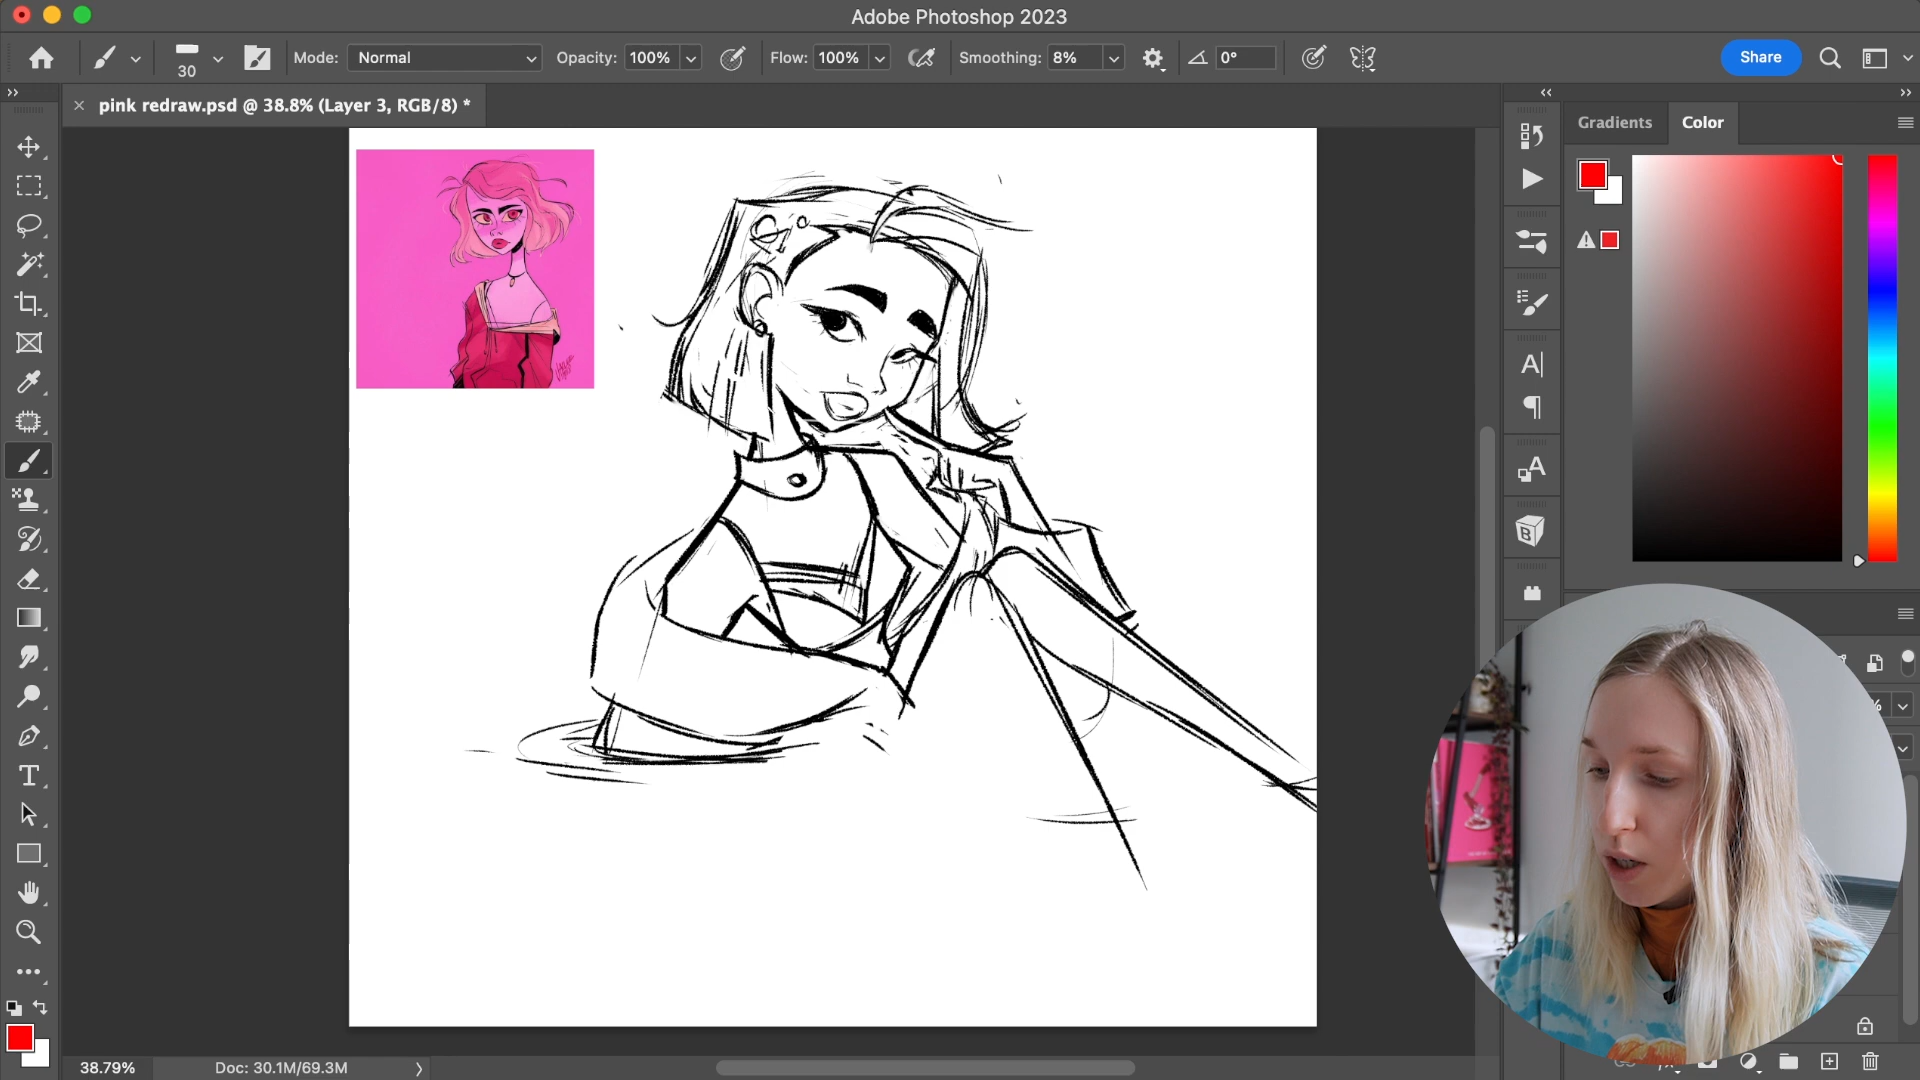 Adobe Photoshop 2023
30
Mode: Normal
Opacity: 100%
Flow: 100%
Smoothing: 8%
0°
Share
pink redraw.psd @ 38.8% (Layer 3, RGB/8) *
Gradients
Color
38.79%
Doc: 30.1M/69.3M